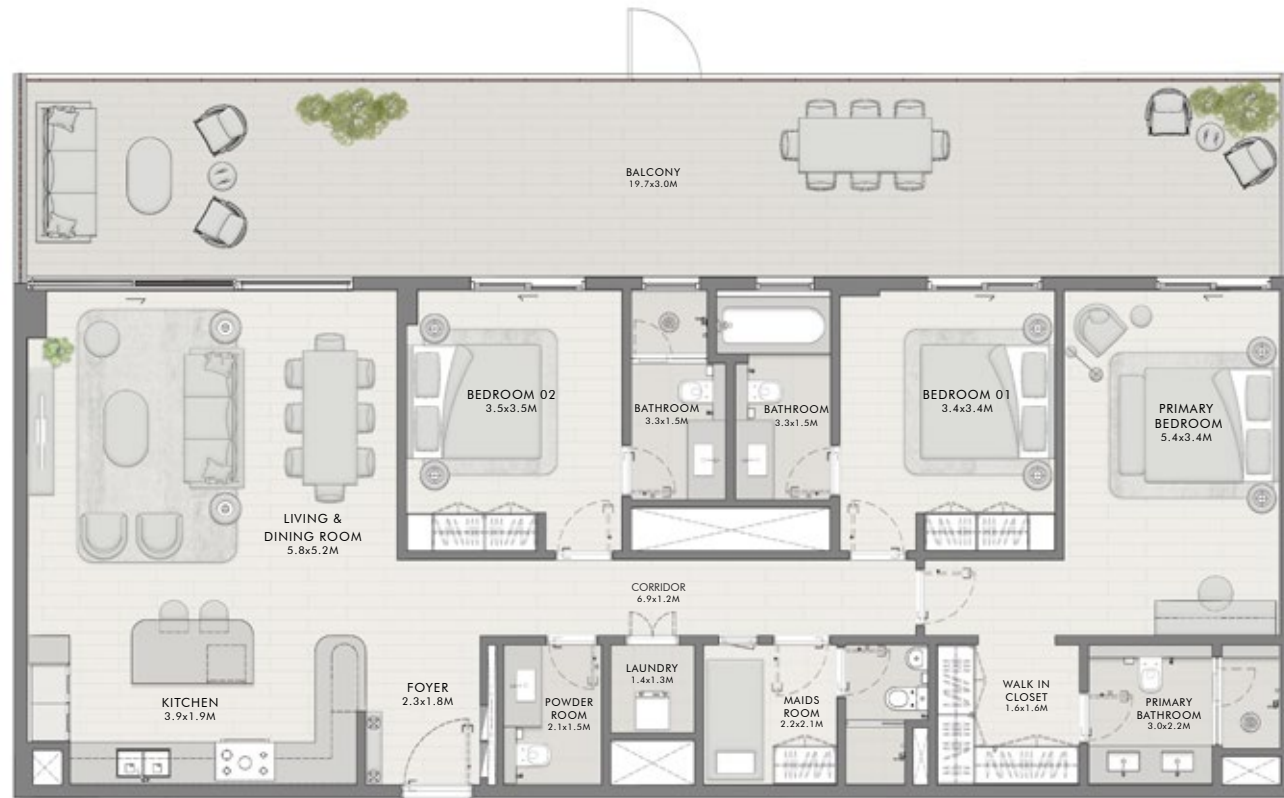 BALCONY
19.7x3.0M
BEDROOM 02
3.5x3.5M
BATHROOM
3.3x1.5M
BATHROOM
3.3x1.5M
BEDROOM 01
3.4x3.4M
PRIMARY
BEDROOM
5.4x3.4M
LIVING &
DINING ROOM
5.8x5.2M
CORRIDOR
6.9x1.2M
KITCHEN
3.9x1.9M
FOYER
2.3x1.8M
POWDER
ROOM
2.1x1.5M
LAUNDRY
1.4x1.3M
MAIDS
ROOM
2.2x2.1M
WALK IN
CLOSET
1.6x1.6M
PRIMARY
BATHROOM
3.0x2.2M